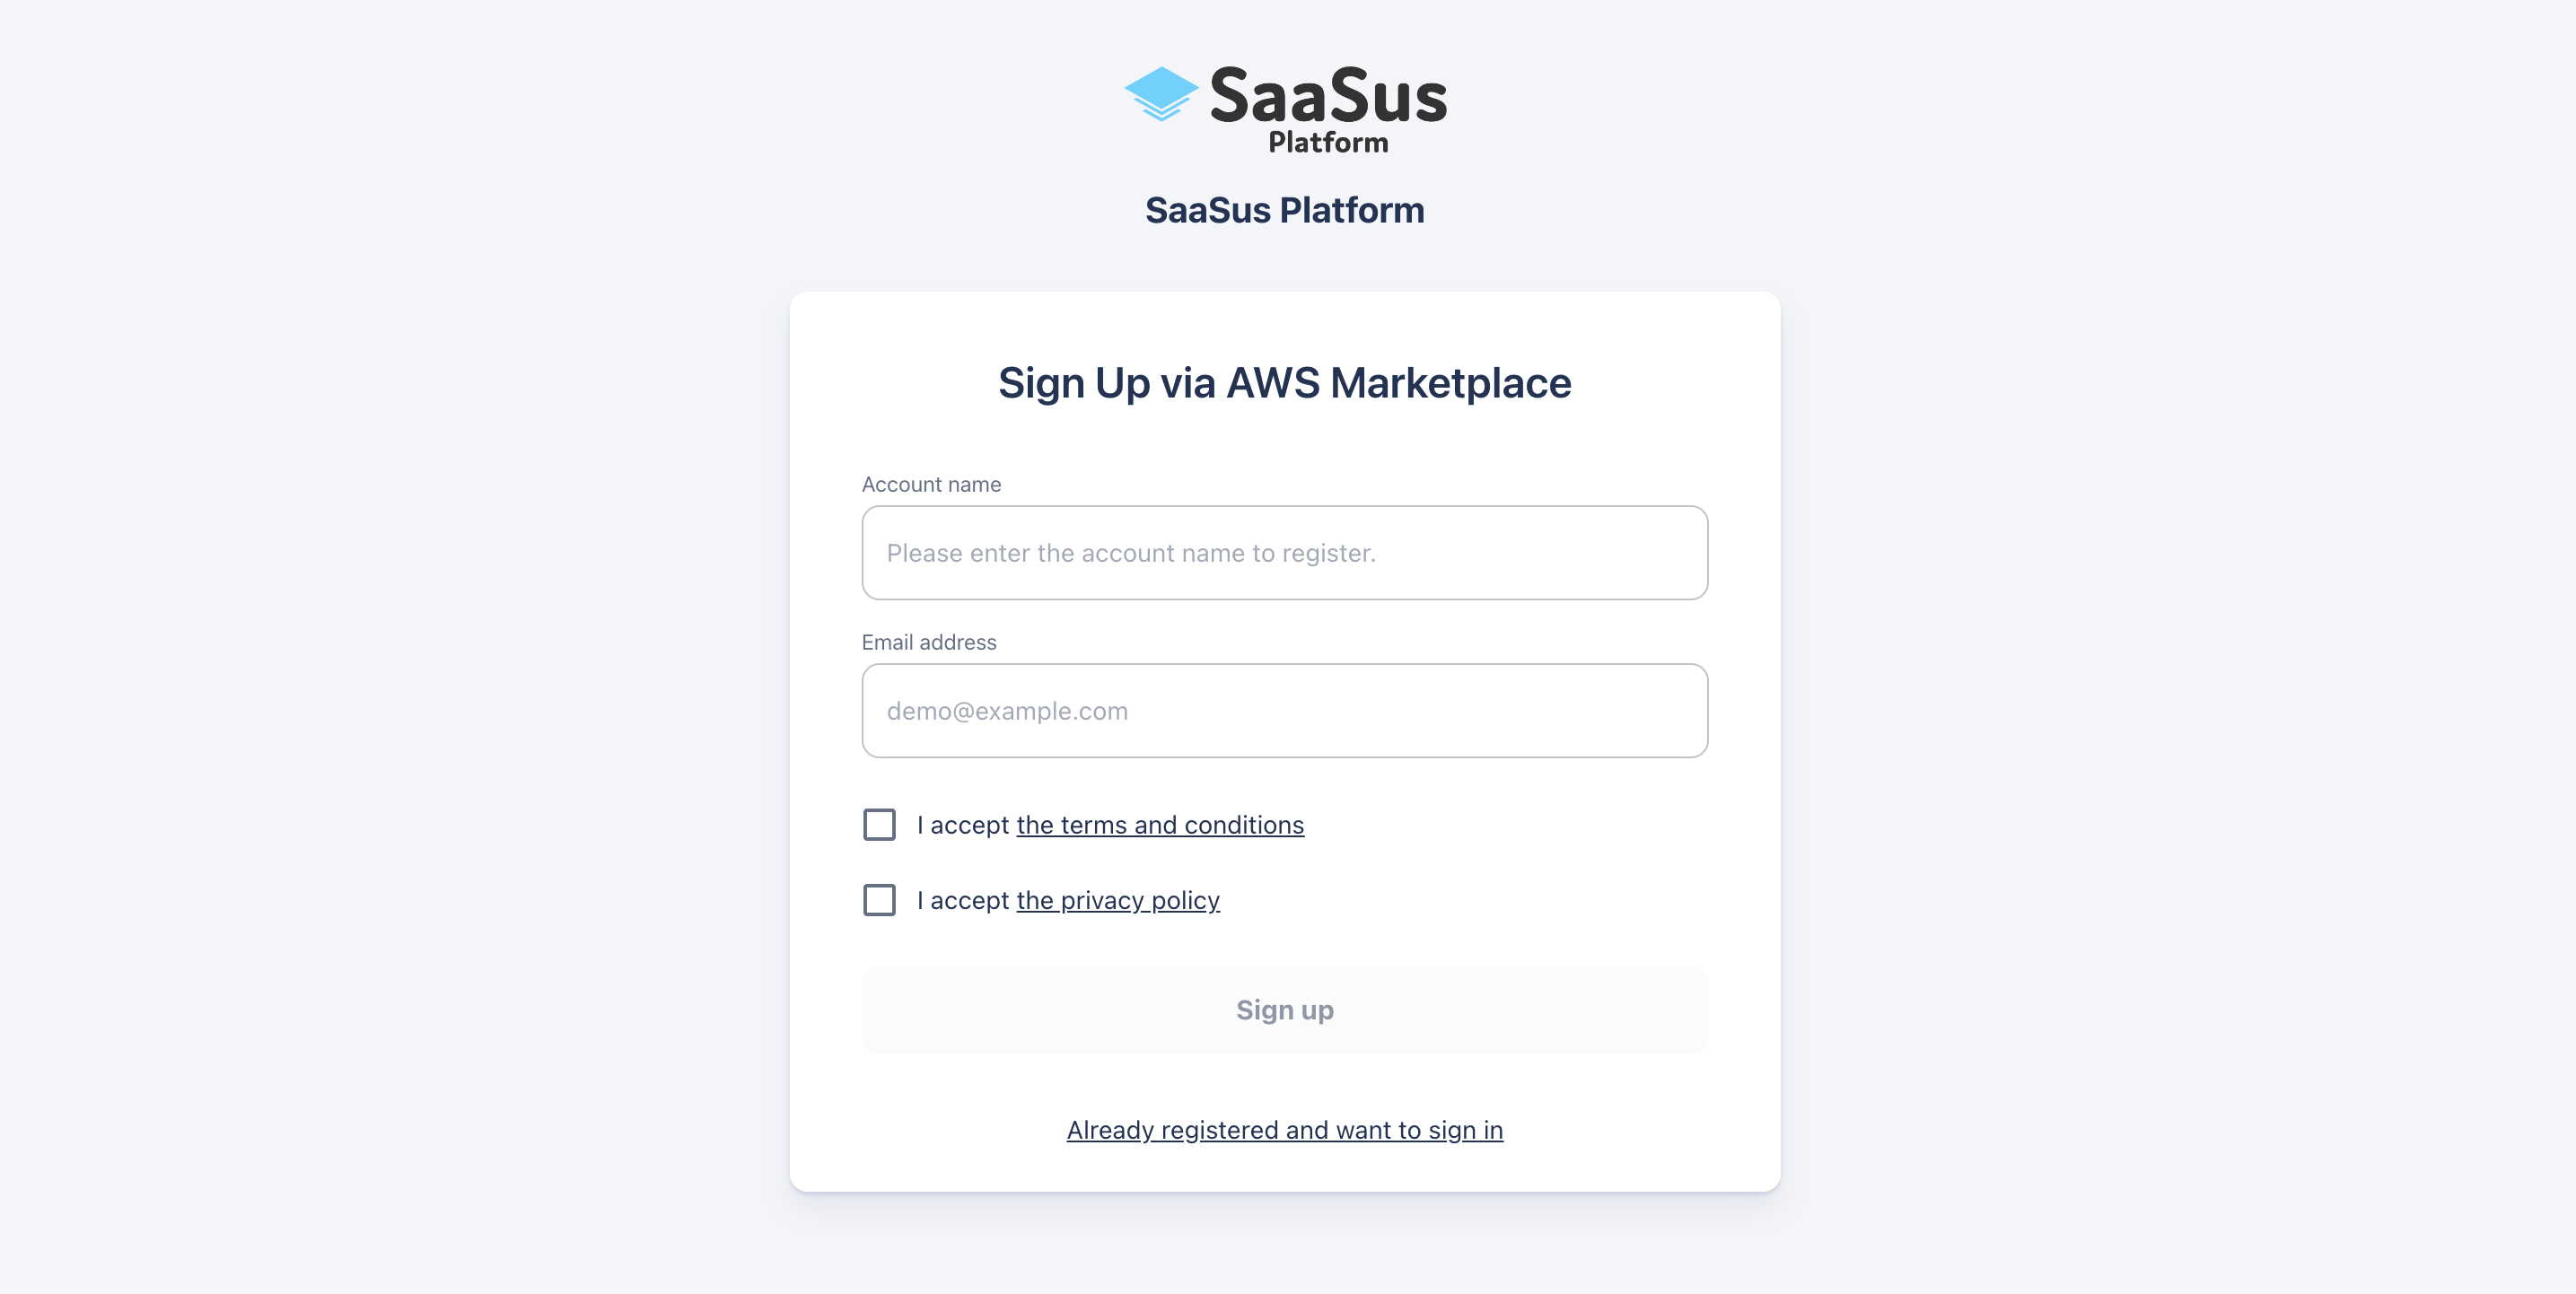 SaaSus
Platform
SaaSus Platform
Sign Up via AWS Marketplace
Account name
Please enter the account name to register.
Email address
demo@example.com
I accept the terms and conditions
I accept the privacy policy
Sign up
Already registered and want to sign in